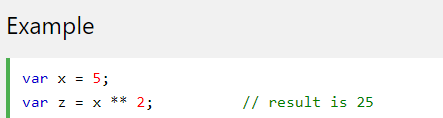 Example
var x = 5;
var z = x ** 2;          // result is 25